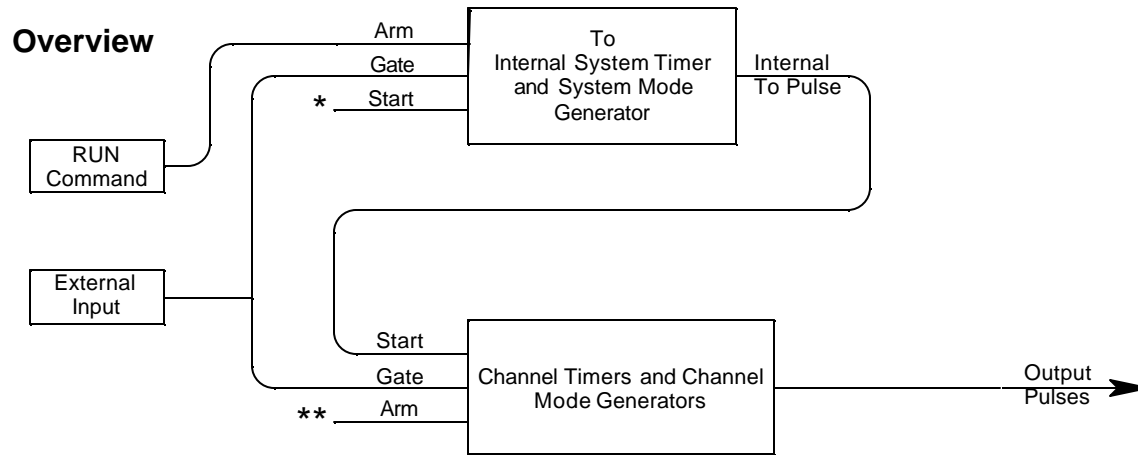 Overview
Arm
Gate
* Start
To
Internal System Timer
and System Mode
Generator
Internal
To Pulse
RUN
Command
External
Input
Start
Gate
** Arm
Channel Timers and Channel
Mode Generators
Output
Pulses